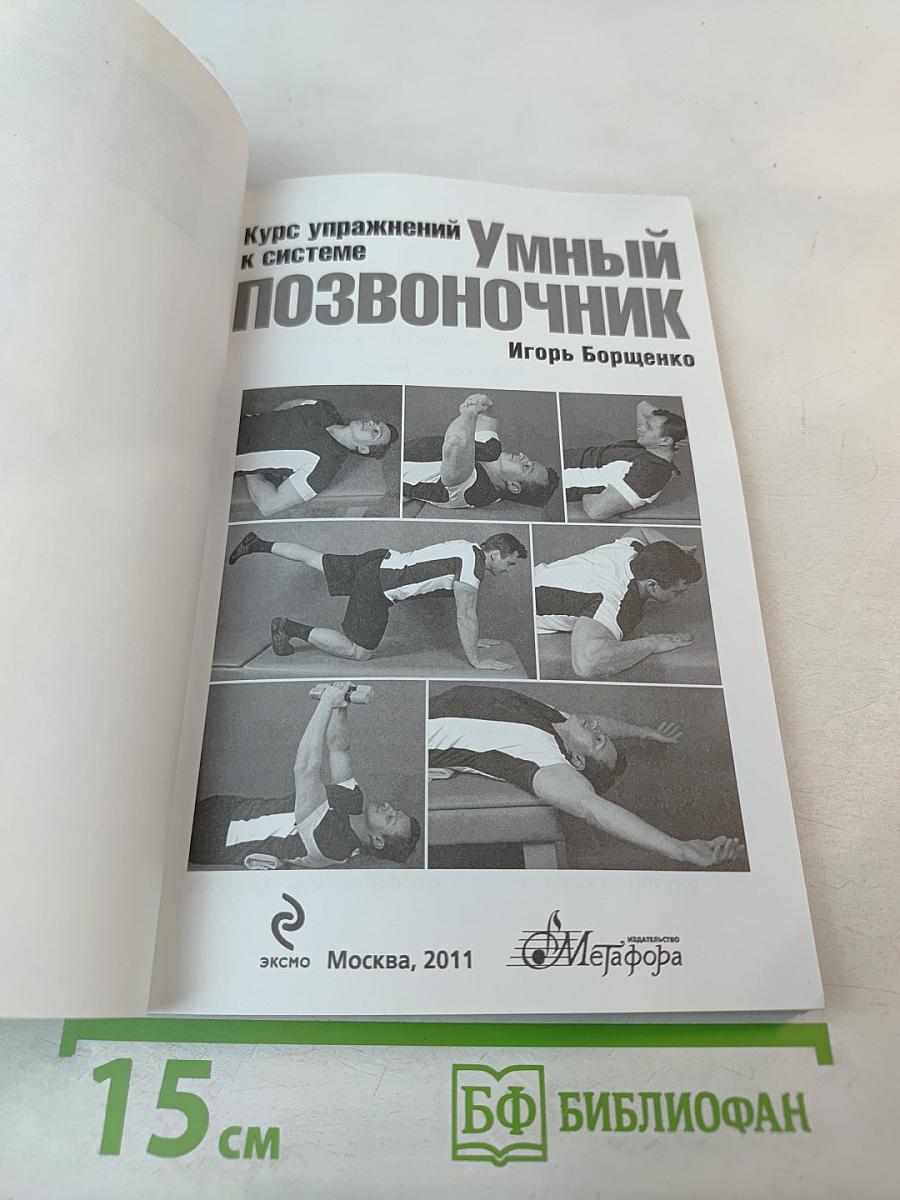 Курс упражнений
к системе
Умный
позвоночник
Игорь Борщенко
эксмо
Москва, 2011
ИЗДАТЕЛЬСТВО
Метафора
15 см
БФ БИБЛИОФАН